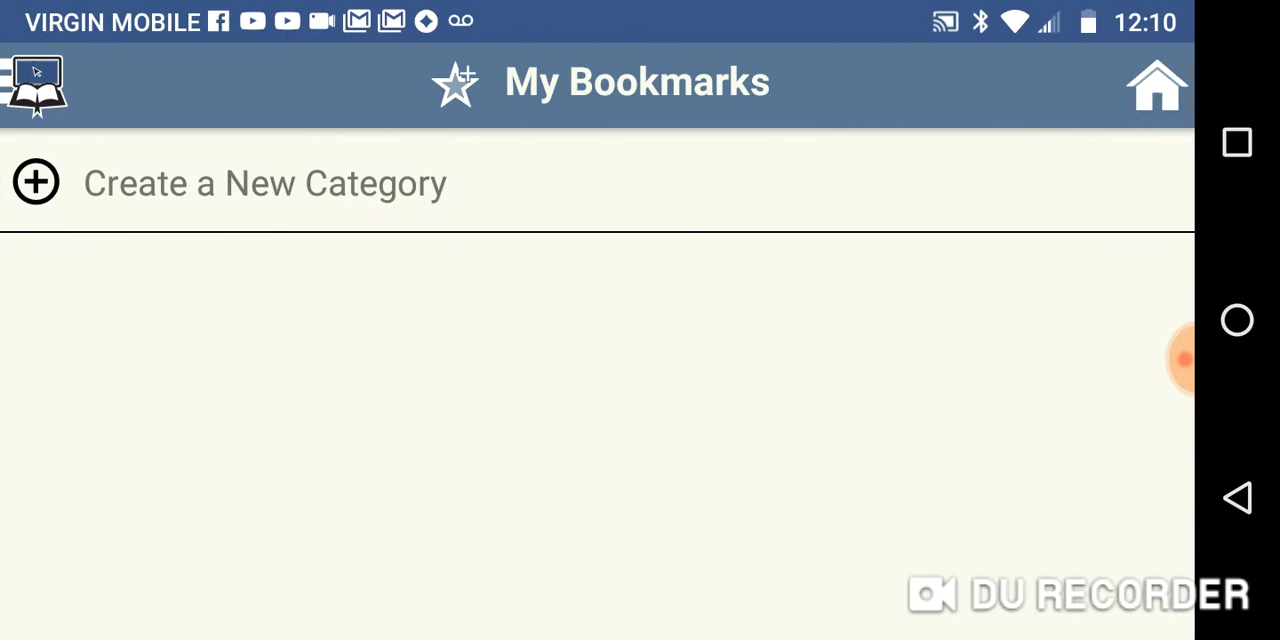 VIRGIN MOBILE 12:10
My Bookmarks
Create a New Category
DU RECORDER